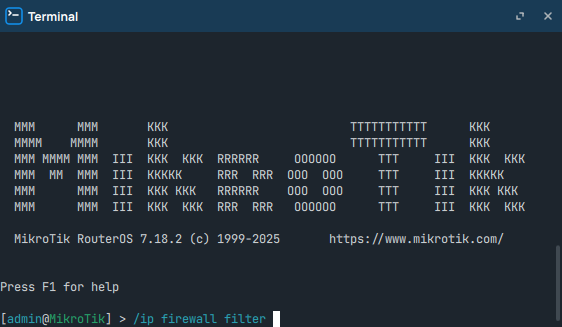 Terminal
MMM      MMM       KKK                          TTTTTTTTTTT      KKK
MMMM    MMMM       KKK                          TTTTTTTTTTT      KKK
MMM MMMM MMM  III  KKK  KKK  RRRRRR     OOOOOO      TTT     III  KKK  KKK
MMM  MM  MMM  III  KKKKK     RRR  RRR  OOO  OOO     TTT     III  KKKKK
MMM      MMM  III  KKK KKK   RRRRRR    OOO  OOO     TTT     III  KKK KKK
MMM      MMM  III  KKK  KKK  RRR  RRR   OOOOOO      TTT     III  KKK  KKK
MikroTik RouterOS 7.18.2 (c) 1999-2025       https://www.mikrotik.com/
Press F1 for help
[admin@MikroTik] > /ip firewall filter